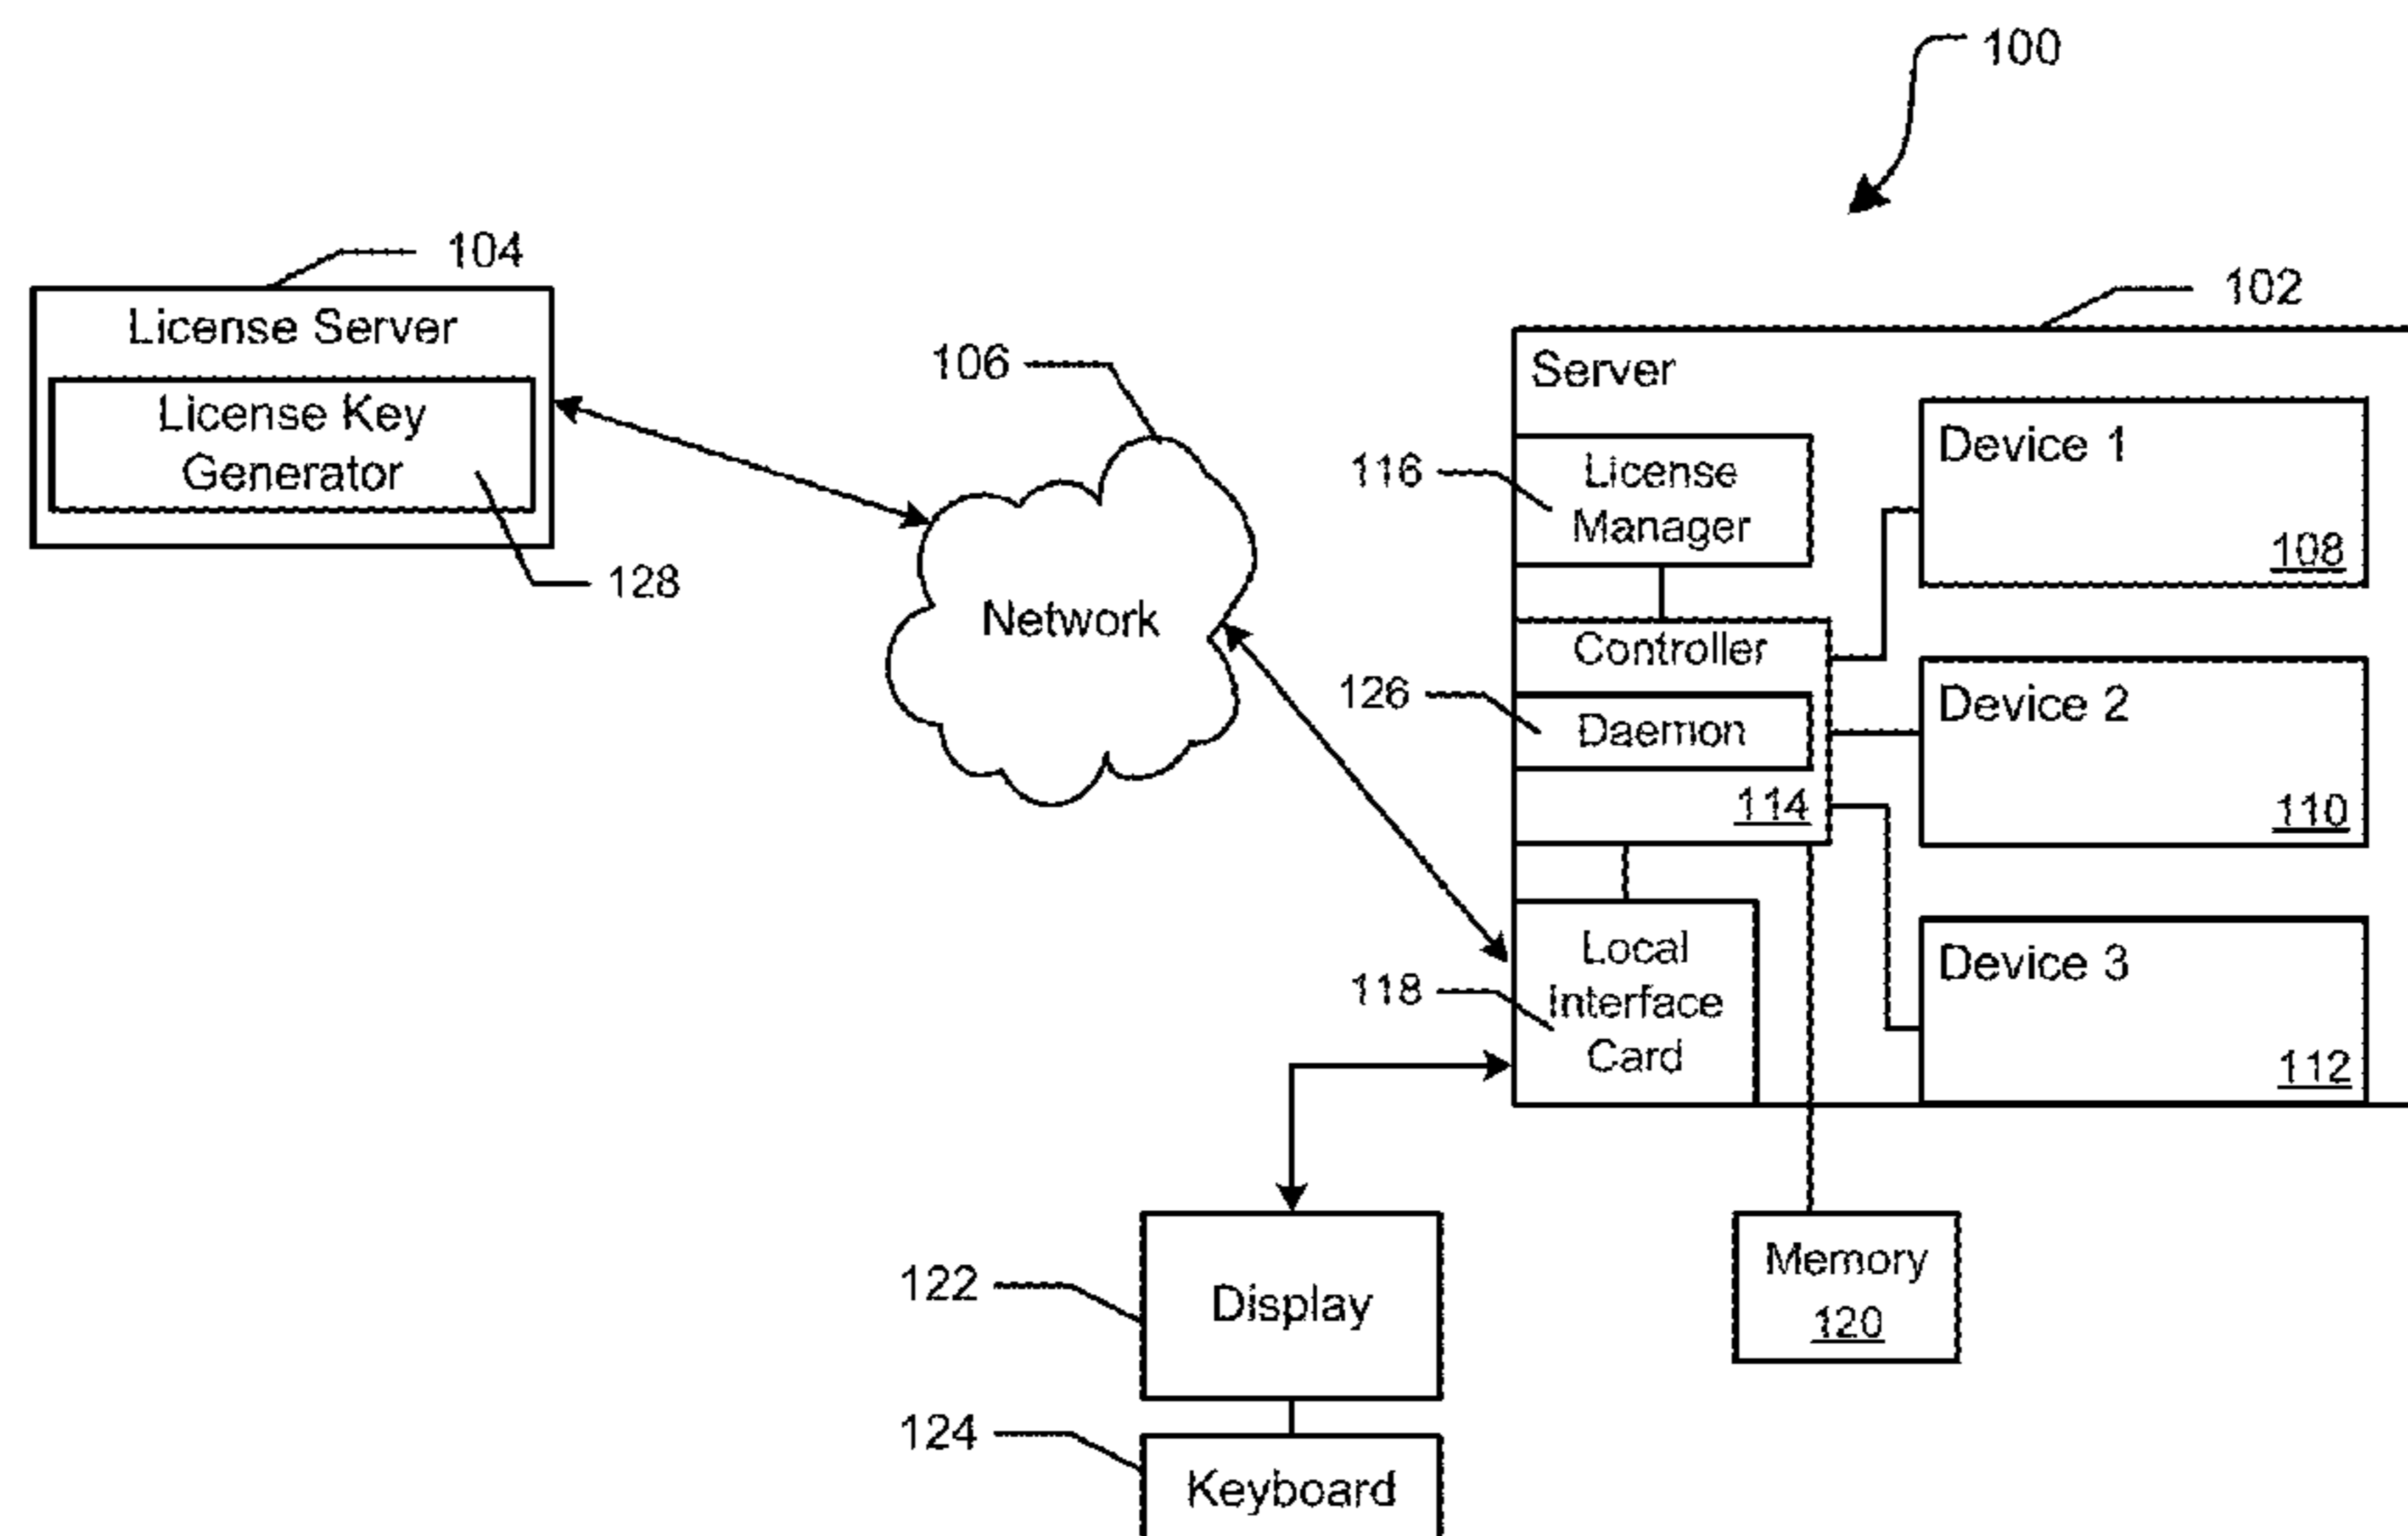 100
104
License Server
License Key
Generator
128
106
Network
102
Server
116
License
Manager
Device 1
108
Controller
126
Daemon
114
Device 2
110
118
Local
Interface
Card
Device 3
112
122
Display
Memory
120
124
Keyboard